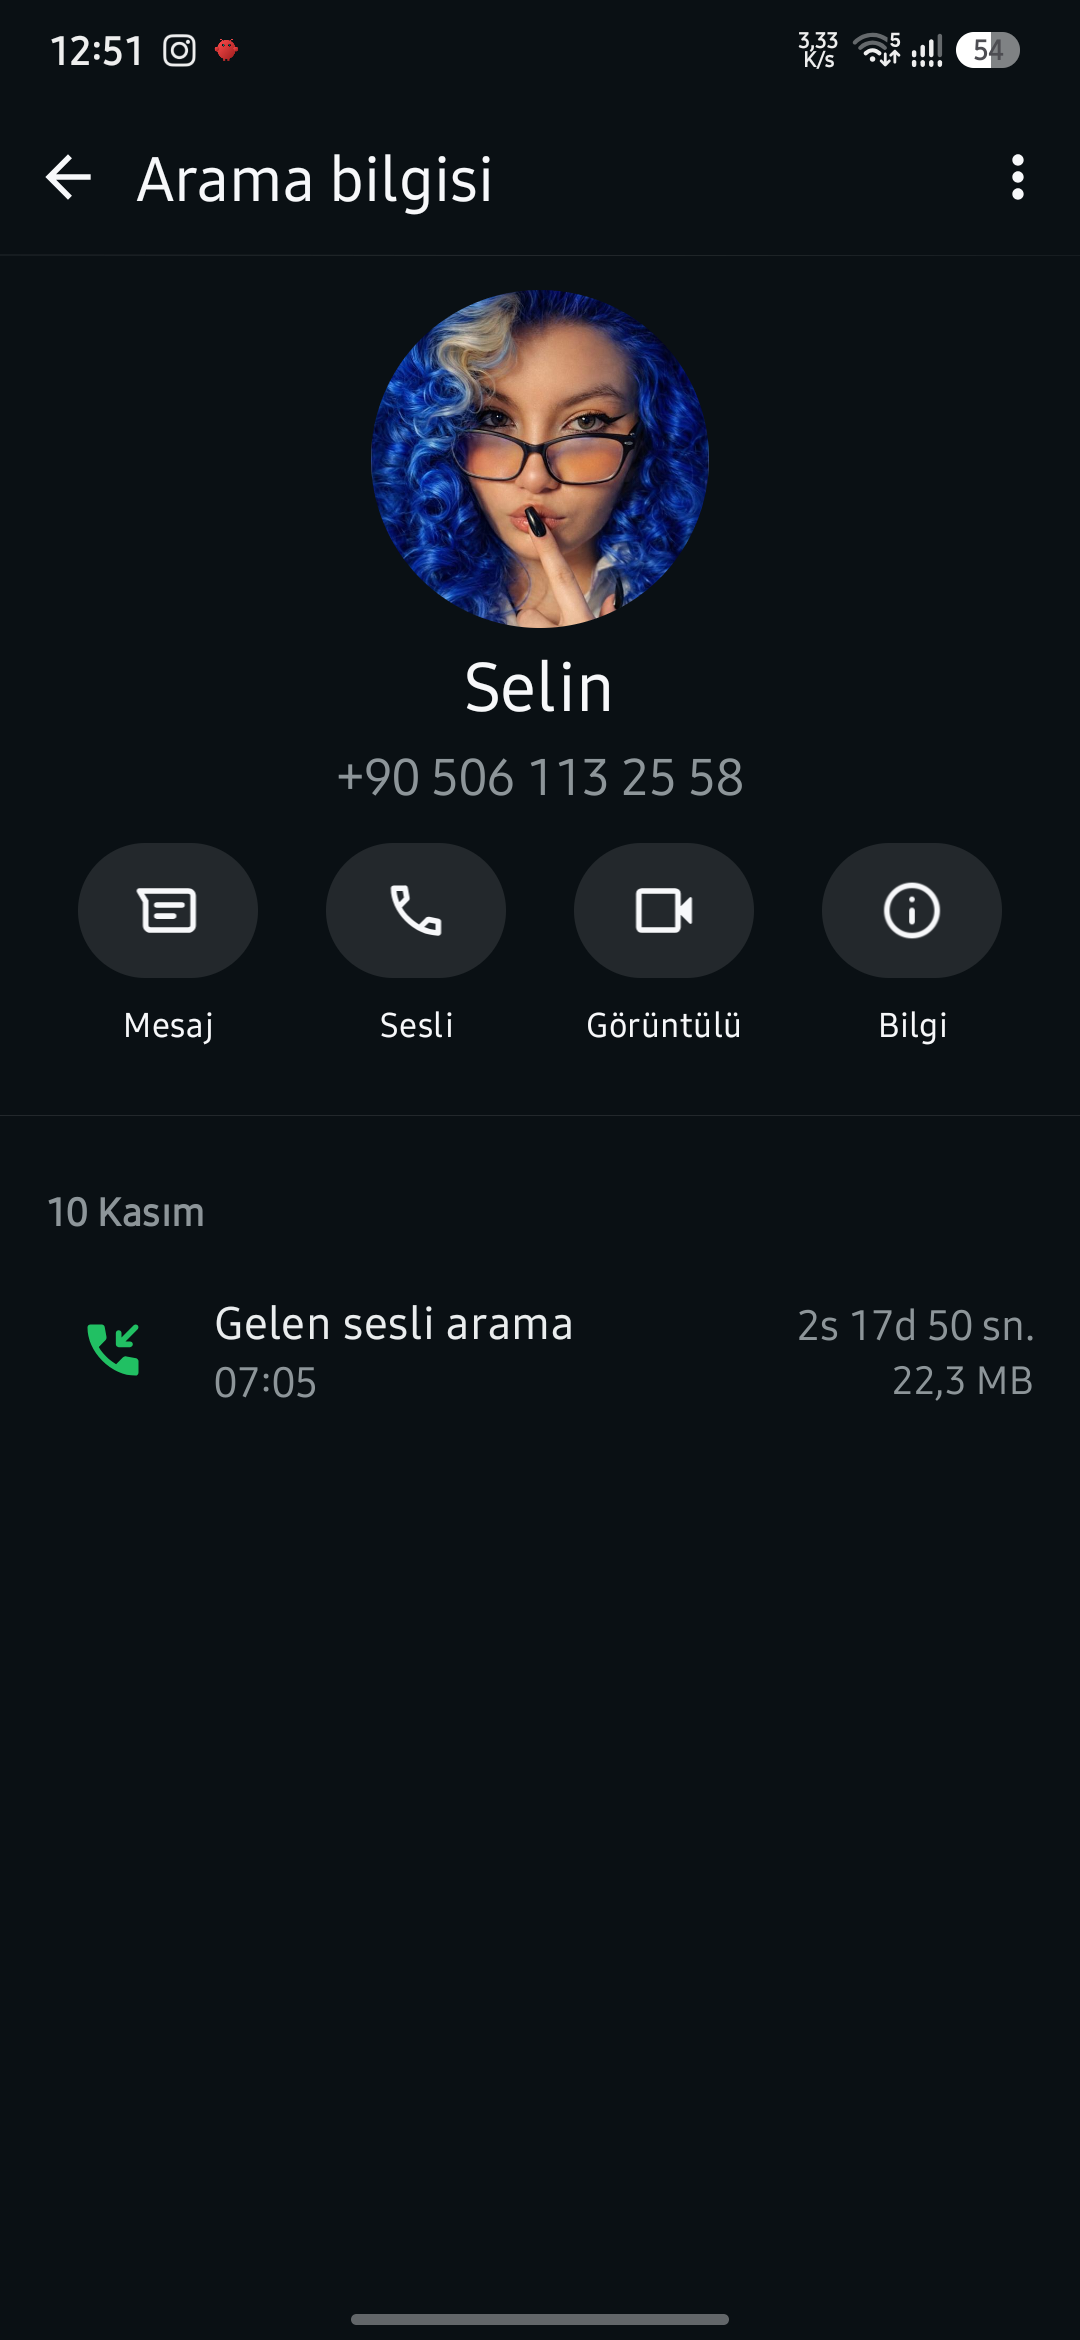 12:51
3,33
K/s
5
54
Arama bilgisi
Selin
+90 506 113 25 58
Mesaj
Sesli
Görüntülü
Bilgi
10 Kasım
Gelen sesli arama
2s 17d 50 sn.
07:05
22,3 MB